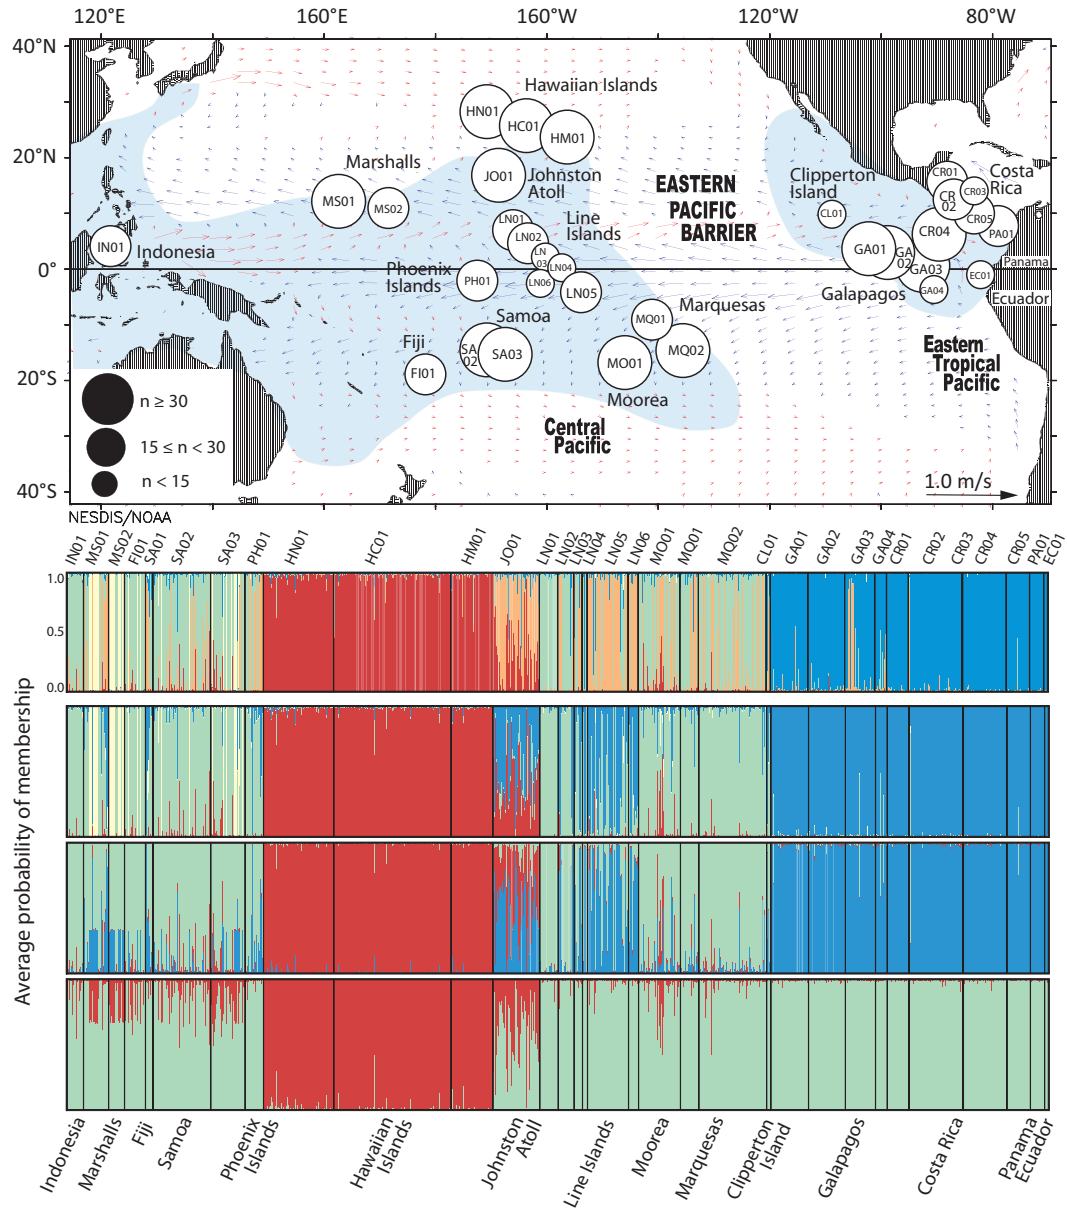 120°E 160°E 160°W 120°W 80°W
40°N
20°N
0°
20°S
40°S
Hawaiian Islands
HN01
HC01
HM01
Marshalls
MS01
MS02
JO01
Johnston
Atoll
EASTERN
PACIFIC
BARRIER
Clipperton
Island
CL01
CR01
CR
02
CR03
Costa
Rica
CR04
CR05
PA01
Panama
IN01
Indonesia
LN01
LN02
LN
03
LN04
LN05
LN06
Line
Islands
Phoenix
Islands
PH01
GA01
GA
02
GA03
GA04
Galapagos
EC01
Ecuador
Samoa
SA
02
SA03
Fiji
FI01
Marquesas
MQ01
MQ02
MO01
Moorea
Eastern
Tropical
Pacific
Central
Pacific
n ≥ 30
15 ≤ n < 30
n < 15
1.0 m/s
NESDIS/NOAA
IN01 MS01 MS02 FI01 SA01 SA02 SA03 PH01 HN01 HC01 HM01 JO01 LN01 LN02 LN03 LN04 LN05 LN06 MO01 MQ01 MQ02 CL01 GA01 GA02 GA03 GA04 CR01 CR02 CR03 CR04 CR05 PA01 EC01
1.0
0.5
0.0
Average probability of membership
Indonesia
Marshalls
Fiji
Samoa
Phoenix
Islands
Hawaiian
Islands
Johnston
Atoll
Line Islands
Moorea
Marquesas
Clipperton
Island
Galapagos
Costa Rica
Panama
Ecuador